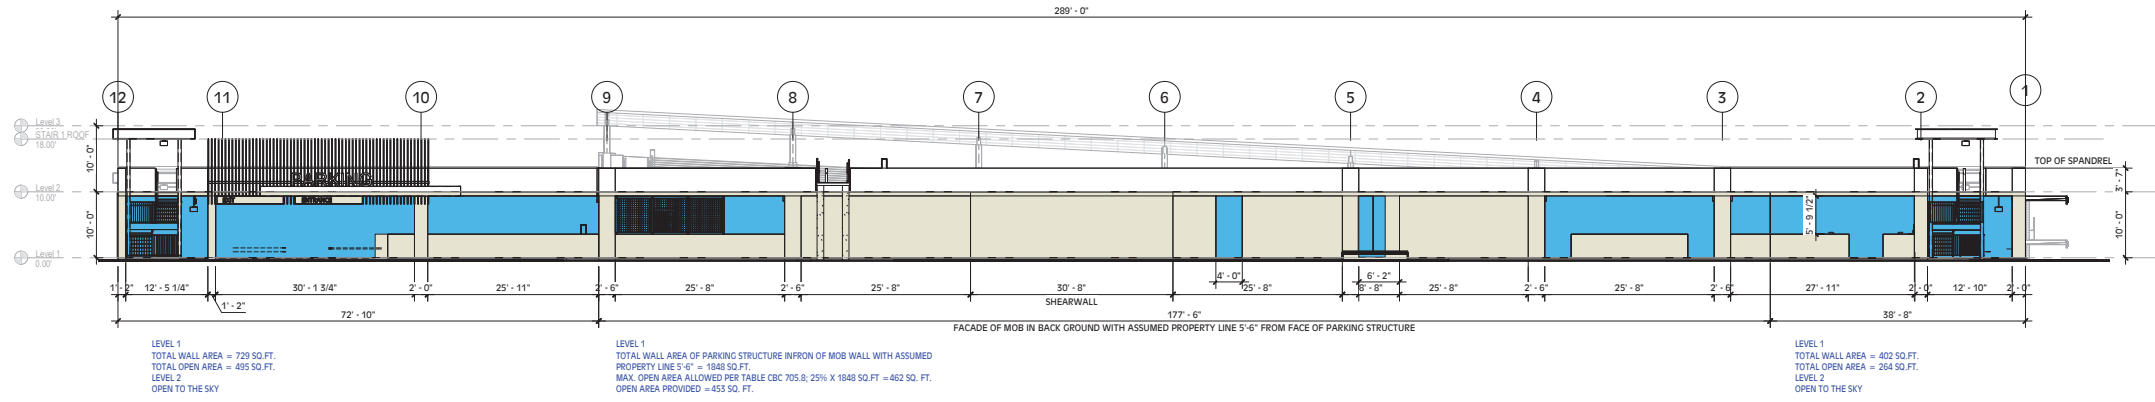 289' - 0"
12 11 10 9 8 7 6 5 4 3 2 1
Level 3
STAIR 1 ROOF
18.00'
TOP OF SPANDREL
10' - 0"
3' - 7"
PARKING
Level 2
10.00'
EXIT
ENTRANCE
10' - 0"
5' - 9 1/2"
10' - 0"
Level 1
0.00'
4' - 0"
6' - 2"
1' - 2" 12' - 5 1/4" 30' - 1 3/4" 2' - 0" 25' - 11" 2' - 6" 25' - 8" 2' - 6" 25' - 8" 30' - 8" 25' - 8" 8' - 8" 25' - 8" 2' - 6" 25' - 8" 2' - 6" 27' - 11" 2' - 0" 12' - 10" 2' - 0"
1' - 2"
SHEARWALL
72' - 10" 177' - 6" 38' - 8"
FACADE OF MOB IN BACK GROUND WITH ASSUMED PROPERTY LINE 5'-6" FROM FACE OF PARKING STRUCTURE
LEVEL 1
TOTAL WALL AREA = 729 SQ.FT.
TOTAL OPEN AREA = 495 SQ.FT.
LEVEL 2
OPEN TO THE SKY
LEVEL 1
TOTAL WALL AREA OF PARKING STRUCTURE INFRON OF MOB WALL WITH ASSUMED
PROPERTY LINE 5'-6" = 1848 SQ.FT.
MAX. OPEN AREA ALLOWED PER TABLE CBC 705.8; 25% X 1848 SQ.FT =462 SQ. FT.
OPEN AREA PROVIDED =453 SQ. FT.
LEVEL 1
TOTAL WALL AREA = 402 SQ.FT.
TOTAL OPEN AREA = 264 SQ.FT.
LEVEL 2
OPEN TO THE SKY